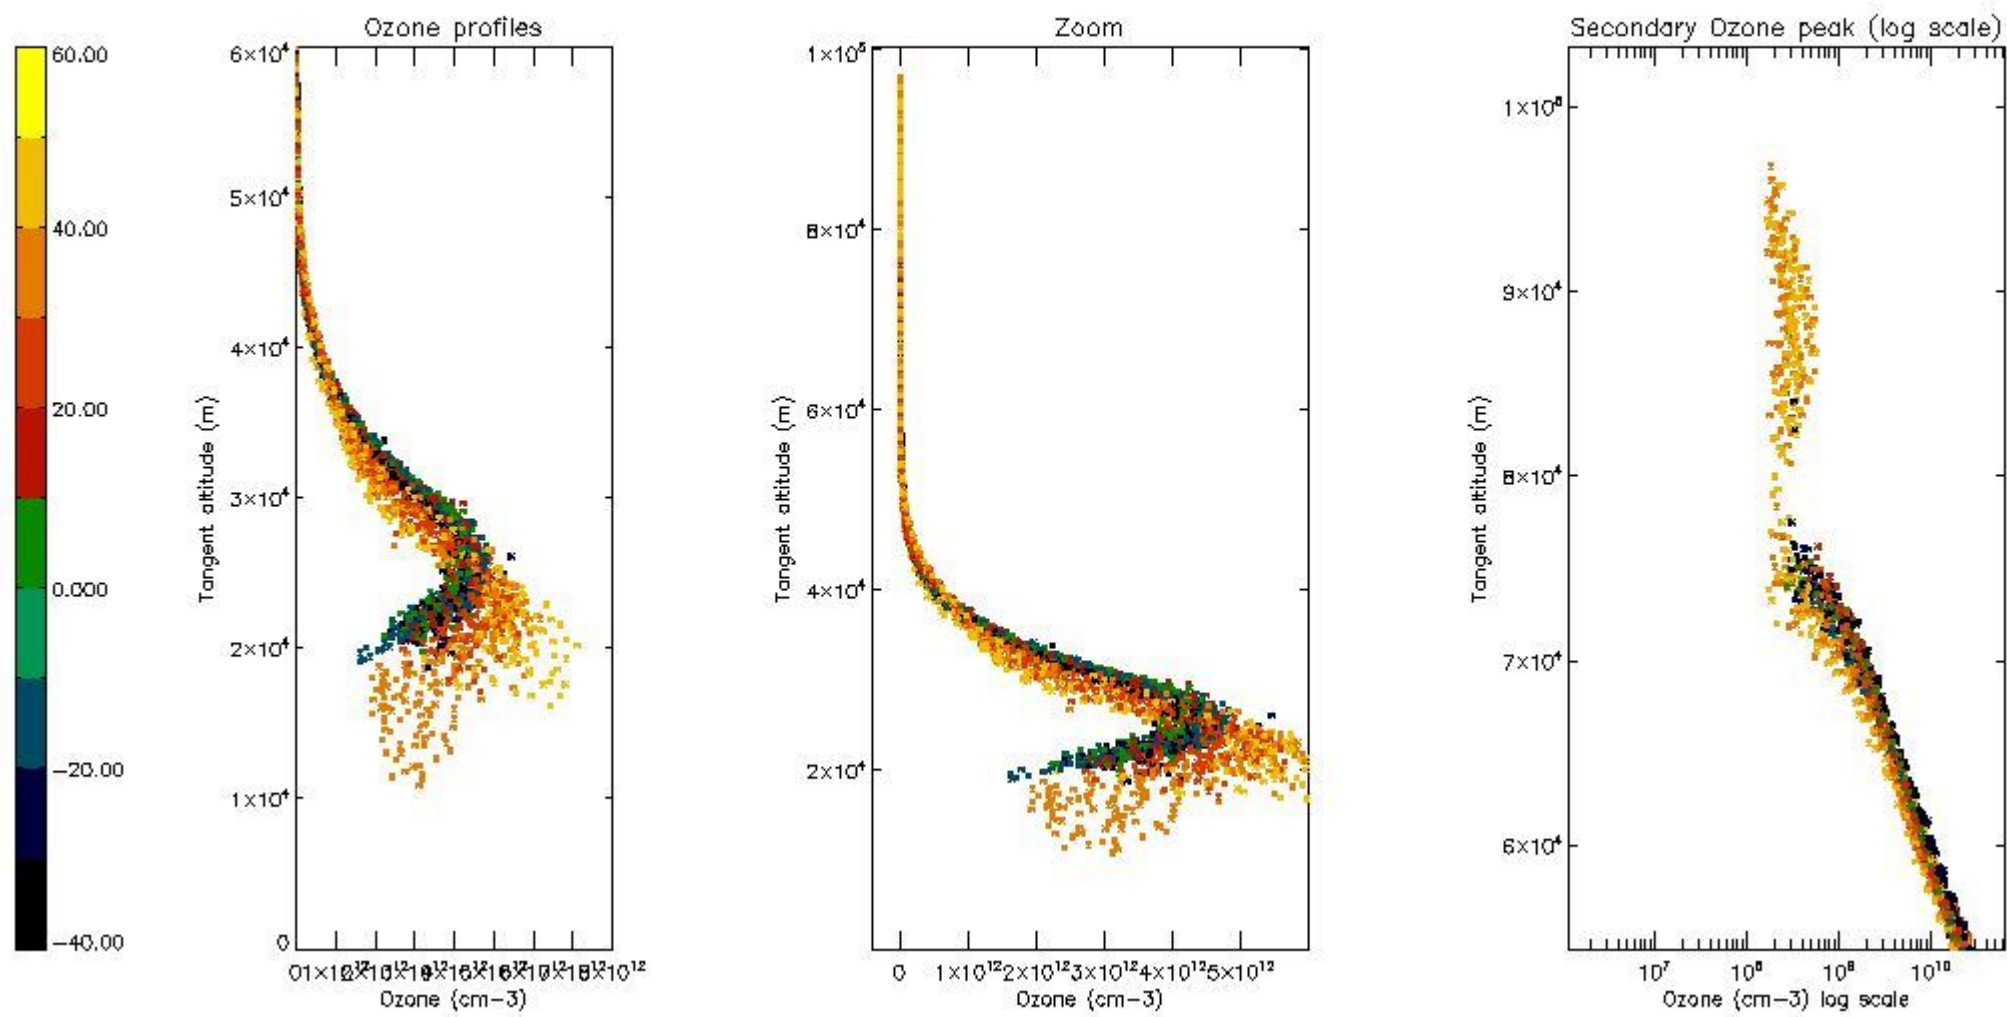 Ozone profiles
Zoom
Secondary Ozone peak (log scale)
60.00
40.00
20.00
0.000
−20.00
−40.00
6×10⁴
5×10⁴
4×10⁴
3×10⁴
2×10⁴
1×10⁴
0
Tangent altitude (m)
Ozone (cm−3)
1×10⁵
8×10⁴
6×10⁴
4×10⁴
2×10⁴
Tangent altitude (m)
0 1×10¹² 2×10¹² 3×10¹² 4×10¹² 5×10¹²
Ozone (cm−3)
1×10⁵
9×10⁴
8×10⁴
7×10⁴
6×10⁴
Tangent altitude (m)
10⁷ 10⁸ 10⁹ 10¹⁰
Ozone (cm−3) log scale